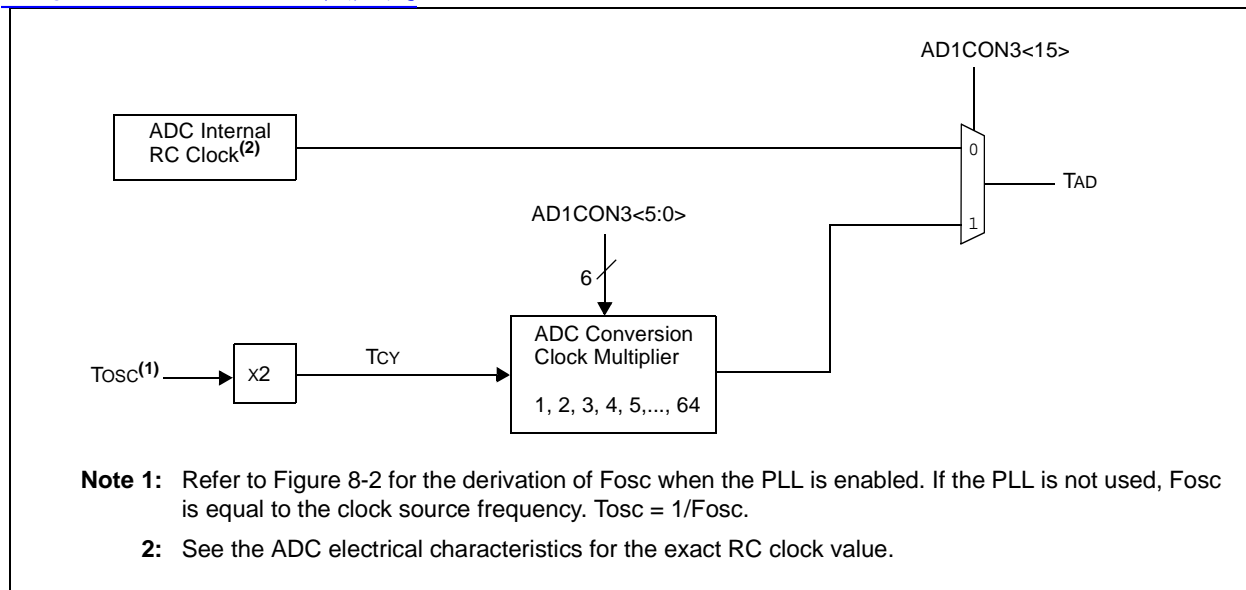 AD1CON3<15>
ADC Internal
RC Clock(2)
0
TAD
AD1CON3<5:0>
1
6
ADC Conversion
Clock Multiplier
TOSC(1)
X2
TCY
1, 2, 3, 4, 5,..., 64
Note 1: Refer to Figure 8-2 for the derivation of Fosc when the PLL is enabled. If the PLL is not used, Fosc
is equal to the clock source frequency. Tosc = 1/Fosc.
2: See the ADC electrical characteristics for the exact RC clock value.